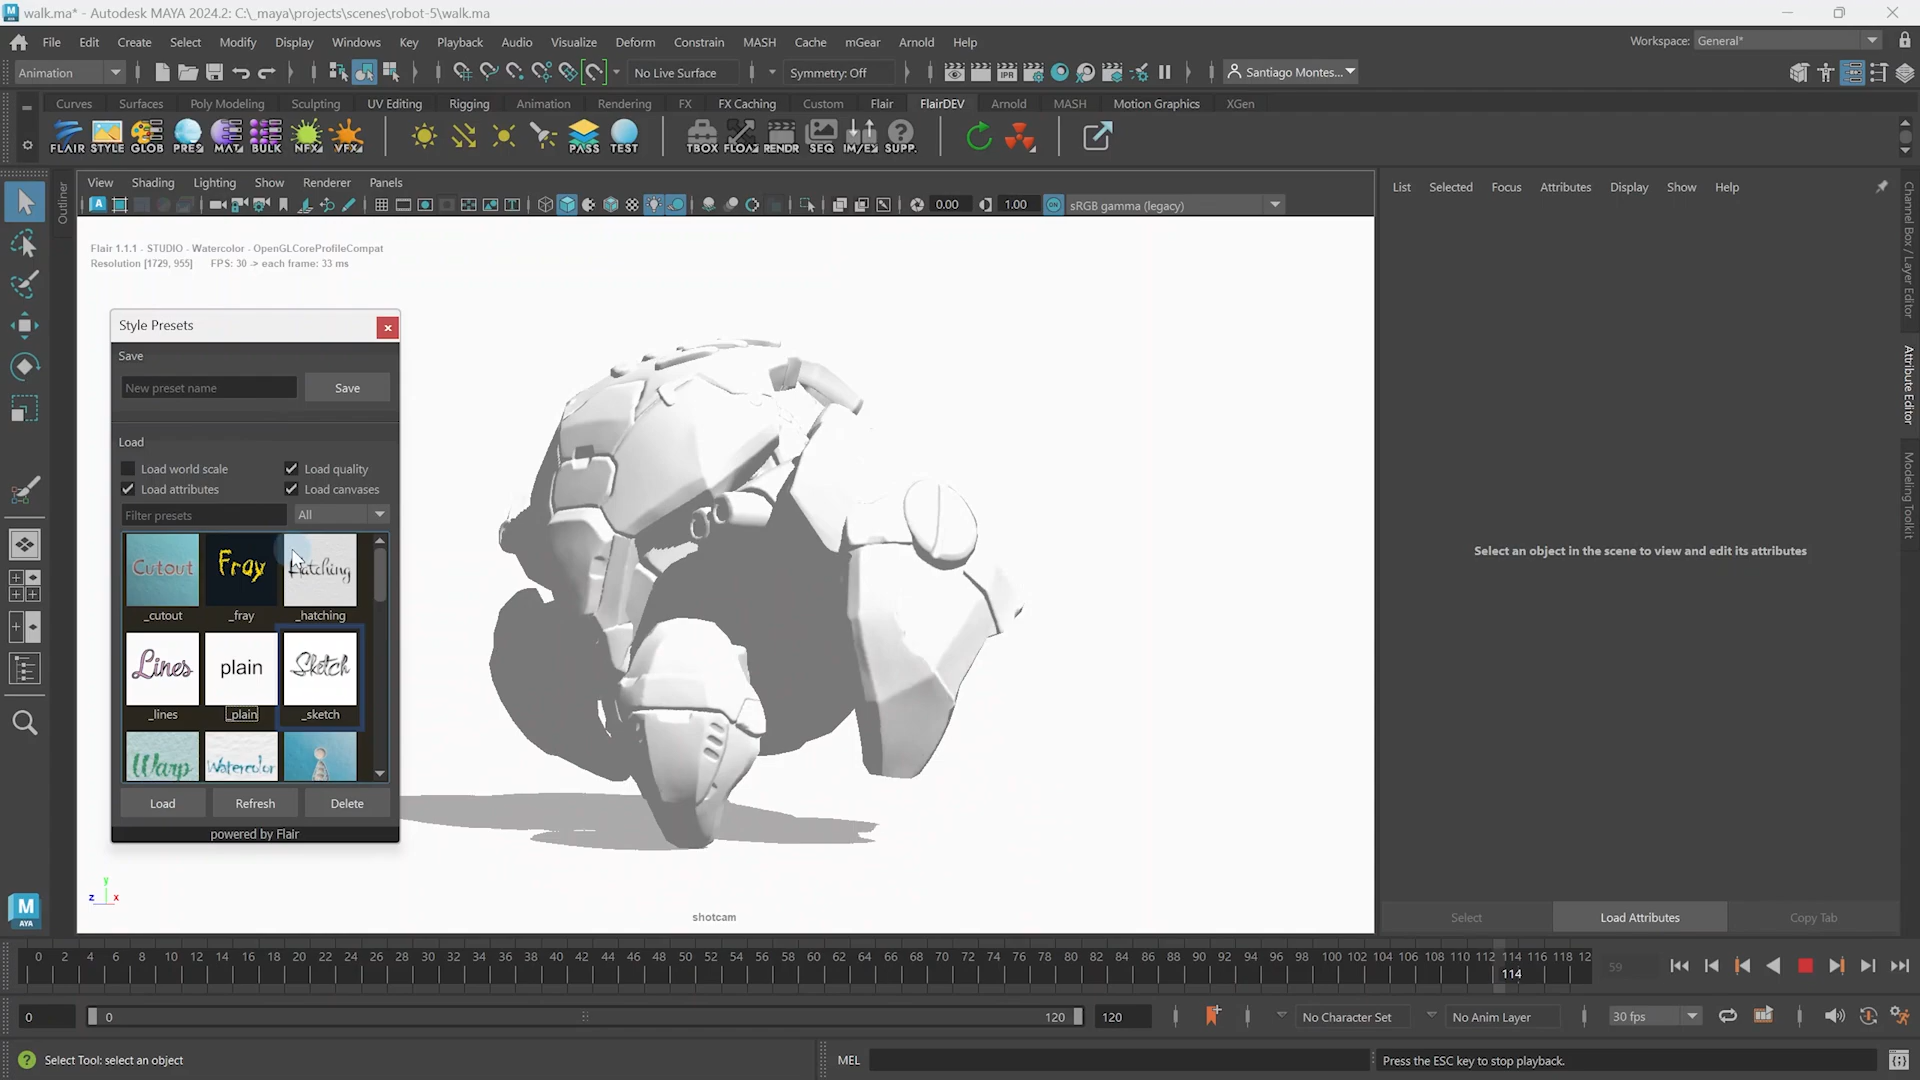 walk.ma* - Autodesk MAYA 2024.2: C:\_maya\projects\scenes\robot-5\walk.ma
File Edit Create Select Modify Display Windows Key Playback Audio Visualize Deform Constrain MASH Cache mGear Arnold Help
Workspace: General*
Animation
No Live Surface
Symmetry: Off
Santiago Montes...
Curves Surfaces Poly Modeling Sculpting UV Editing Rigging Animation Rendering FX FX Caching Custom Flair FlairDEV Arnold MASH Motion Graphics XGen
FLAIR STYLE GLOB PRES MAT BULK NFX VFX PASS TEST TBOX FLOAT RENDR SEQ IM/EX SUPP.
View Shading Lighting Show Renderer Panels
0.00 1.00 ON sRGB gamma (legacy)
List Selected Focus Attributes Display Show Help
Outliner
Flair 1.1.1 - STUDIO - Watercolor - OpenGLCoreProfileCompat
Resolution [1729, 955] FPS: 30 -> each frame: 33 ms
Style Presets
Save
New preset name
Save
Load
Load world scale
Load quality
Load attributes
Load canvases
Filter presets
All
Cutout Fray Hatching
_cutout _fray _hatching
Lines plain Sketch
_lines _plain _sketch
Warp Watercolor
Load Refresh Delete
powered by Flair
z y x
shotcam
Select an object in the scene to view and edit its attributes
Select Load Attributes Copy Tab
Channel Box / Layer Editor
Attribute Editor
Modeling Toolkit
M
AYA
0 2 4 6 8 10 12 14 16 18 20 22 24 26 28 30 32 34 36 38 40 42 44 46 48 50 52 54 56 58 60 62 64 66 68 70 72 74 76 78 80 82 84 86 88 90 92 94 96 98 100 102 104 106 108 110 112 114 116 118 12
114
59
0 0 120 120
No Character Set
No Anim Layer
30 fps
Select Tool: select an object
MEL
Press the ESC key to stop playback.